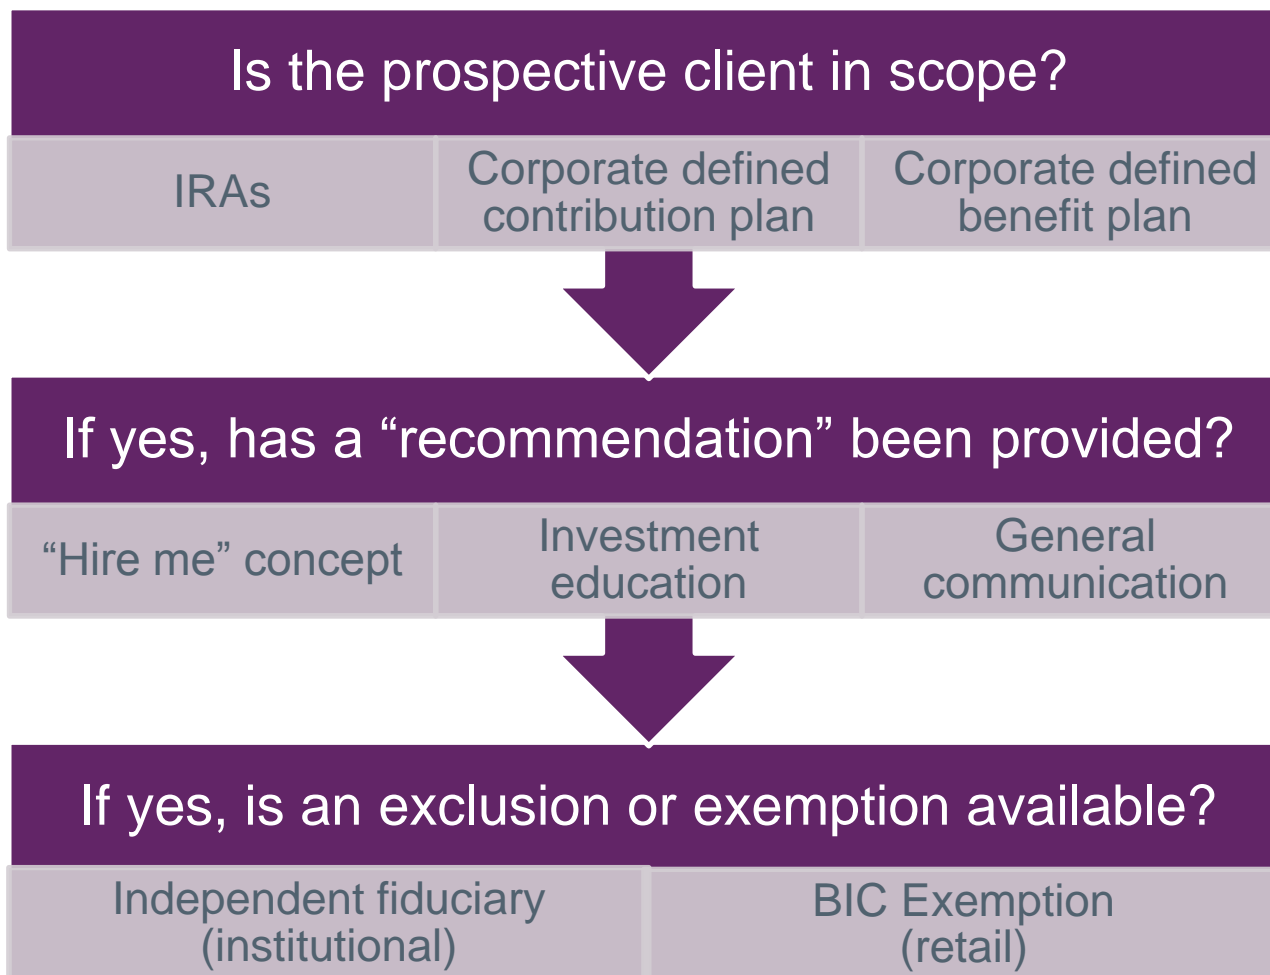 Is the prospective client in scope?
IRAs
Corporate defined
contribution plan
Corporate defined
benefit plan
If yes, has a “recommendation” been provided?
“Hire me” concept
Investment
education
General
communication
If yes, is an exclusion or exemption available?
Independent fiduciary
(institutional)
BIC Exemption
(retail)